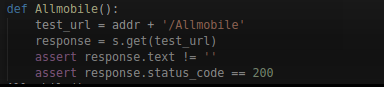 def Allmobile():
    test_url = addr + '/Allmobile'
    response = s.get(test_url)
    assert response.text != ''
    assert response.status_code == 200